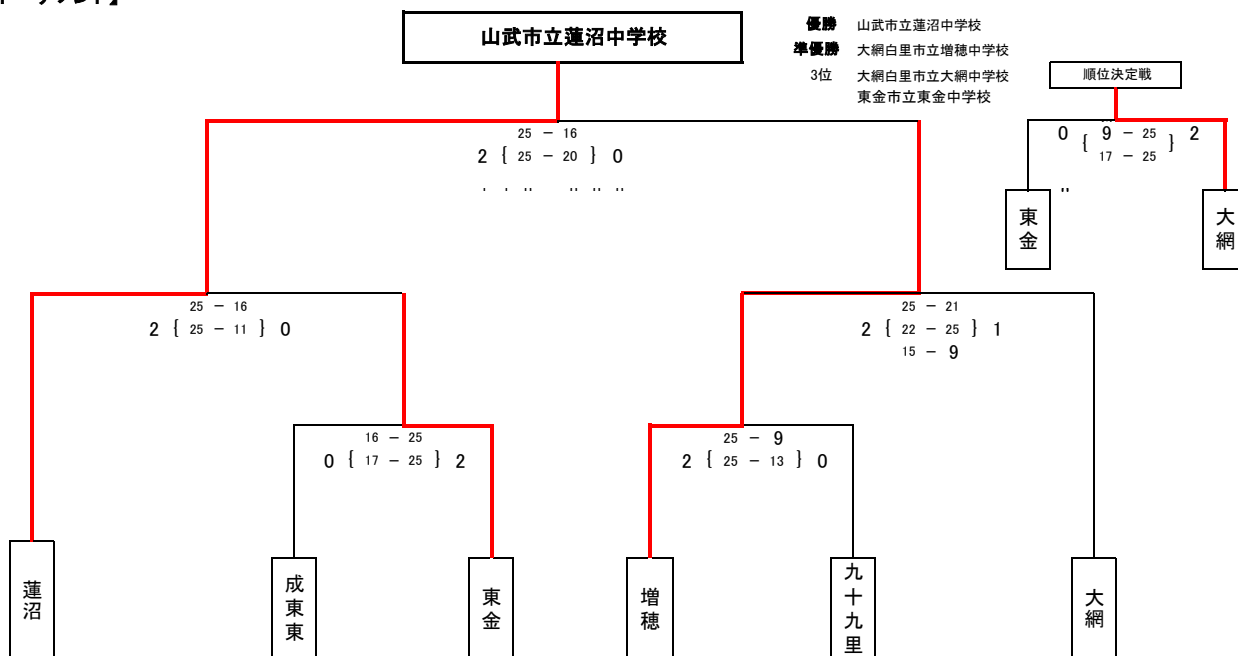 山武市立蓮沼中学校
優勝 山武市立蓮沼中学校
準優勝 大網白里市立増穂中学校
3位 大網白里市立大網中学校
東金市立東金中学校
順位決定戦
0 { 9 − 25 } 2
17 − 25
東金
大網
25 − 16
2 { 25 − 20 } 0
25 − 16
2 { 25 − 11 } 0
25 − 21
2 { 22 − 25 } 1
15 − 9
16 − 25
0 { 17 − 25 } 2
25 − 9
2 { 25 − 13 } 0
蓮沼
成東東
東金
増穂
九十九里
大網